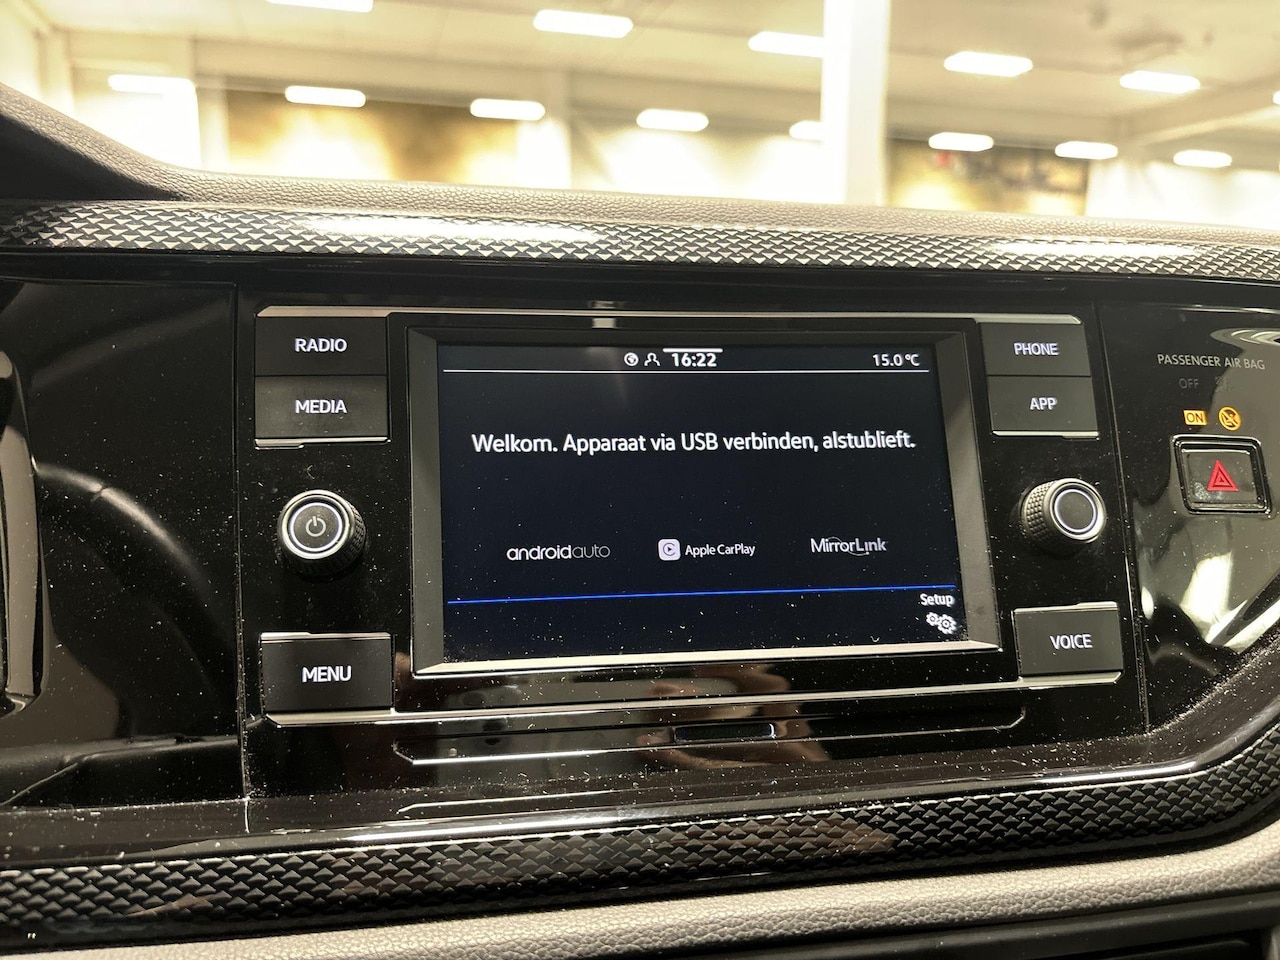 RADIO
MEDIA
MENU
16:22
15.0 °C
Welkom. Apparaat via USB verbinden, alstublieft.
androidauto
Apple CarPlay
MirrorLink
Setup
PHONE
APP
VOICE
PASSENGER AIR BAG
OFF
ON